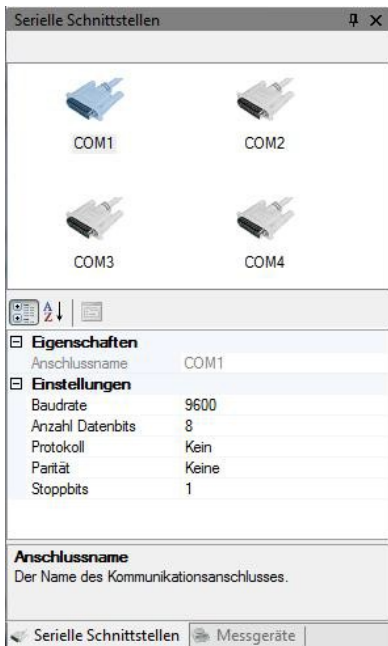 Serielle Schnittstellen
COM1 COM2
COM3 COM4
Eigenschaften
Anschlussname COM1
Einstellungen
Baudrate 9600
Anzahl Datenbits 8
Protokoll Kein
Parität Keine
Stoppbits 1
Anschlussname
Der Name des Kommunikationsanschlusses.
Serielle Schnittstellen Messgeräte